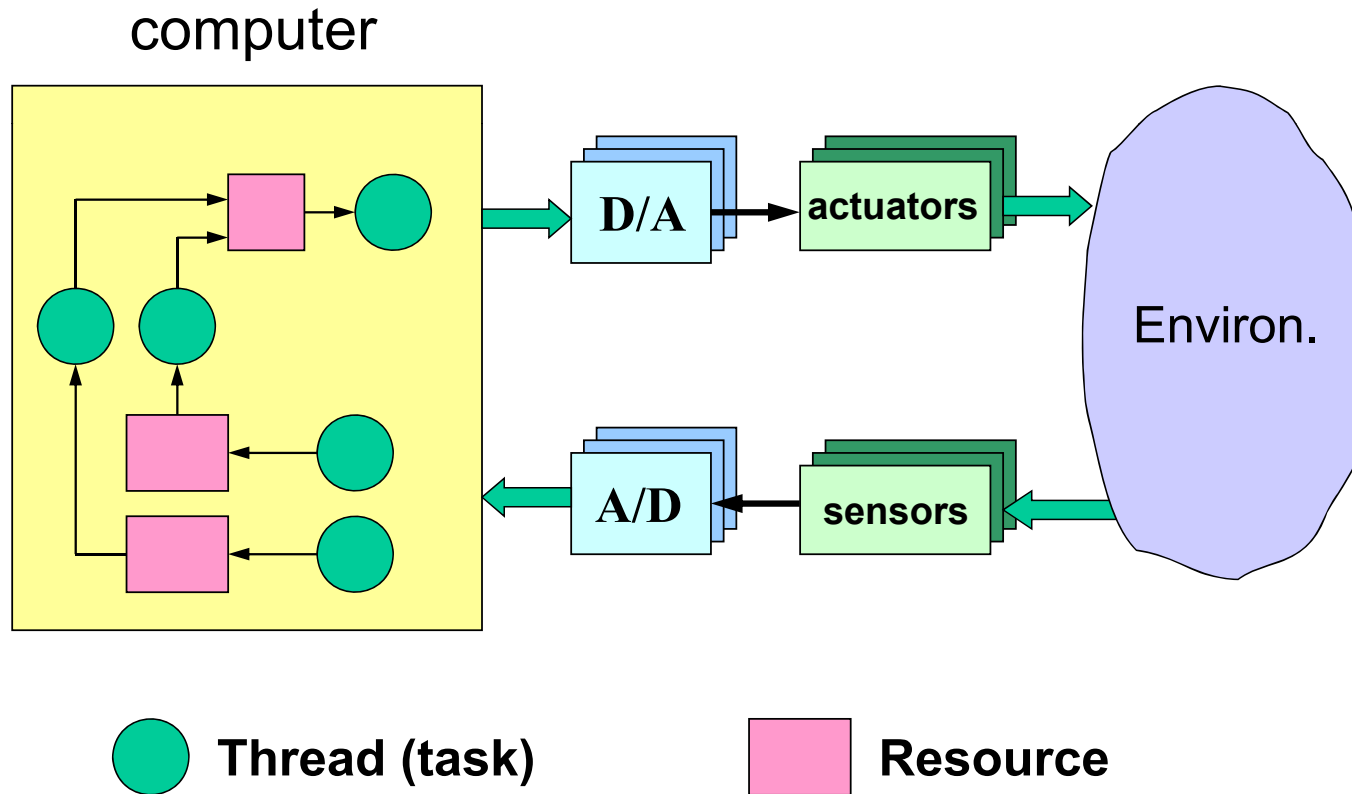 computer
D/A
actuators
Environ.
A/D
sensors
Thread (task)
Resource